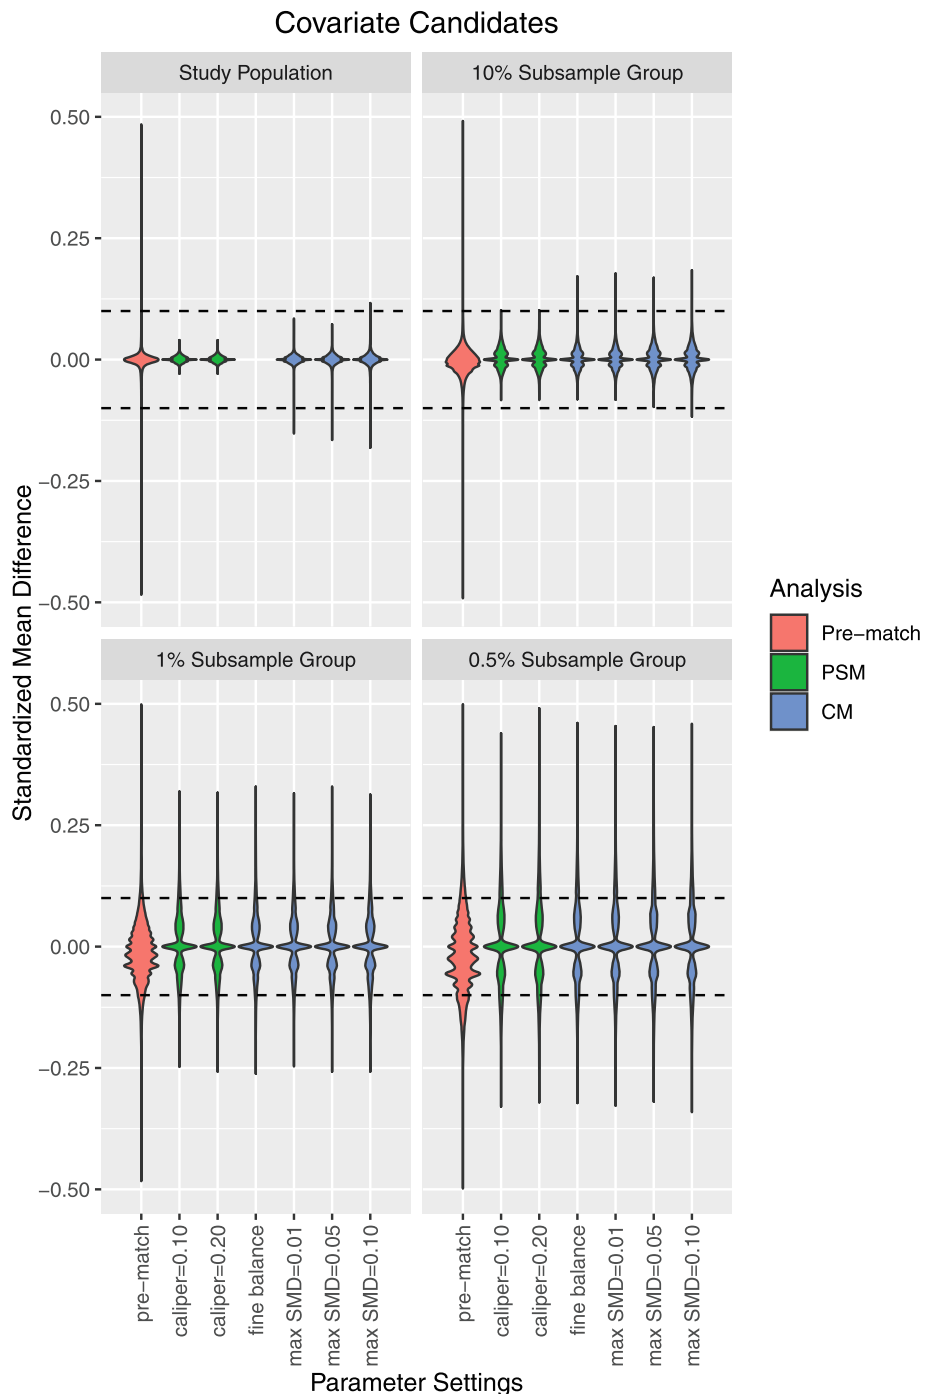 Covariate Candidates
Study Population
10% Subsample Group
0.50
0.25
0.00
−0.25
−0.50
1% Subsample Group
0.5% Subsample Group
0.50
0.25
0.00
−0.25
−0.50
Standardized Mean Difference
pre−match
caliper=0.10
caliper=0.20
fine balance
max SMD=0.01
max SMD=0.05
max SMD=0.10
pre−match
caliper=0.10
caliper=0.20
fine balance
max SMD=0.01
max SMD=0.05
max SMD=0.10
Parameter Settings
Analysis
Pre−match
PSM
CM